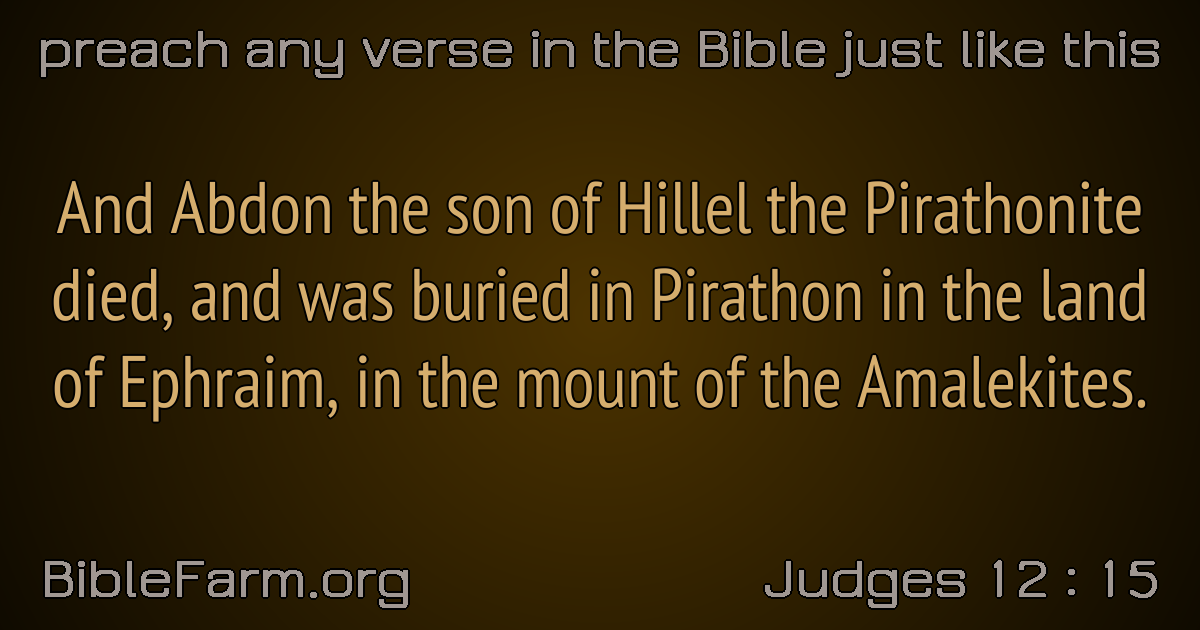 preach any verse in the Bible just like this
And Abdon the son of Hillel the Pirathonite
died, and was buried in Pirathon in the land
of Ephraim, in the mount of the Amalekites.
BibleFarm.org
Judges 12 : 15